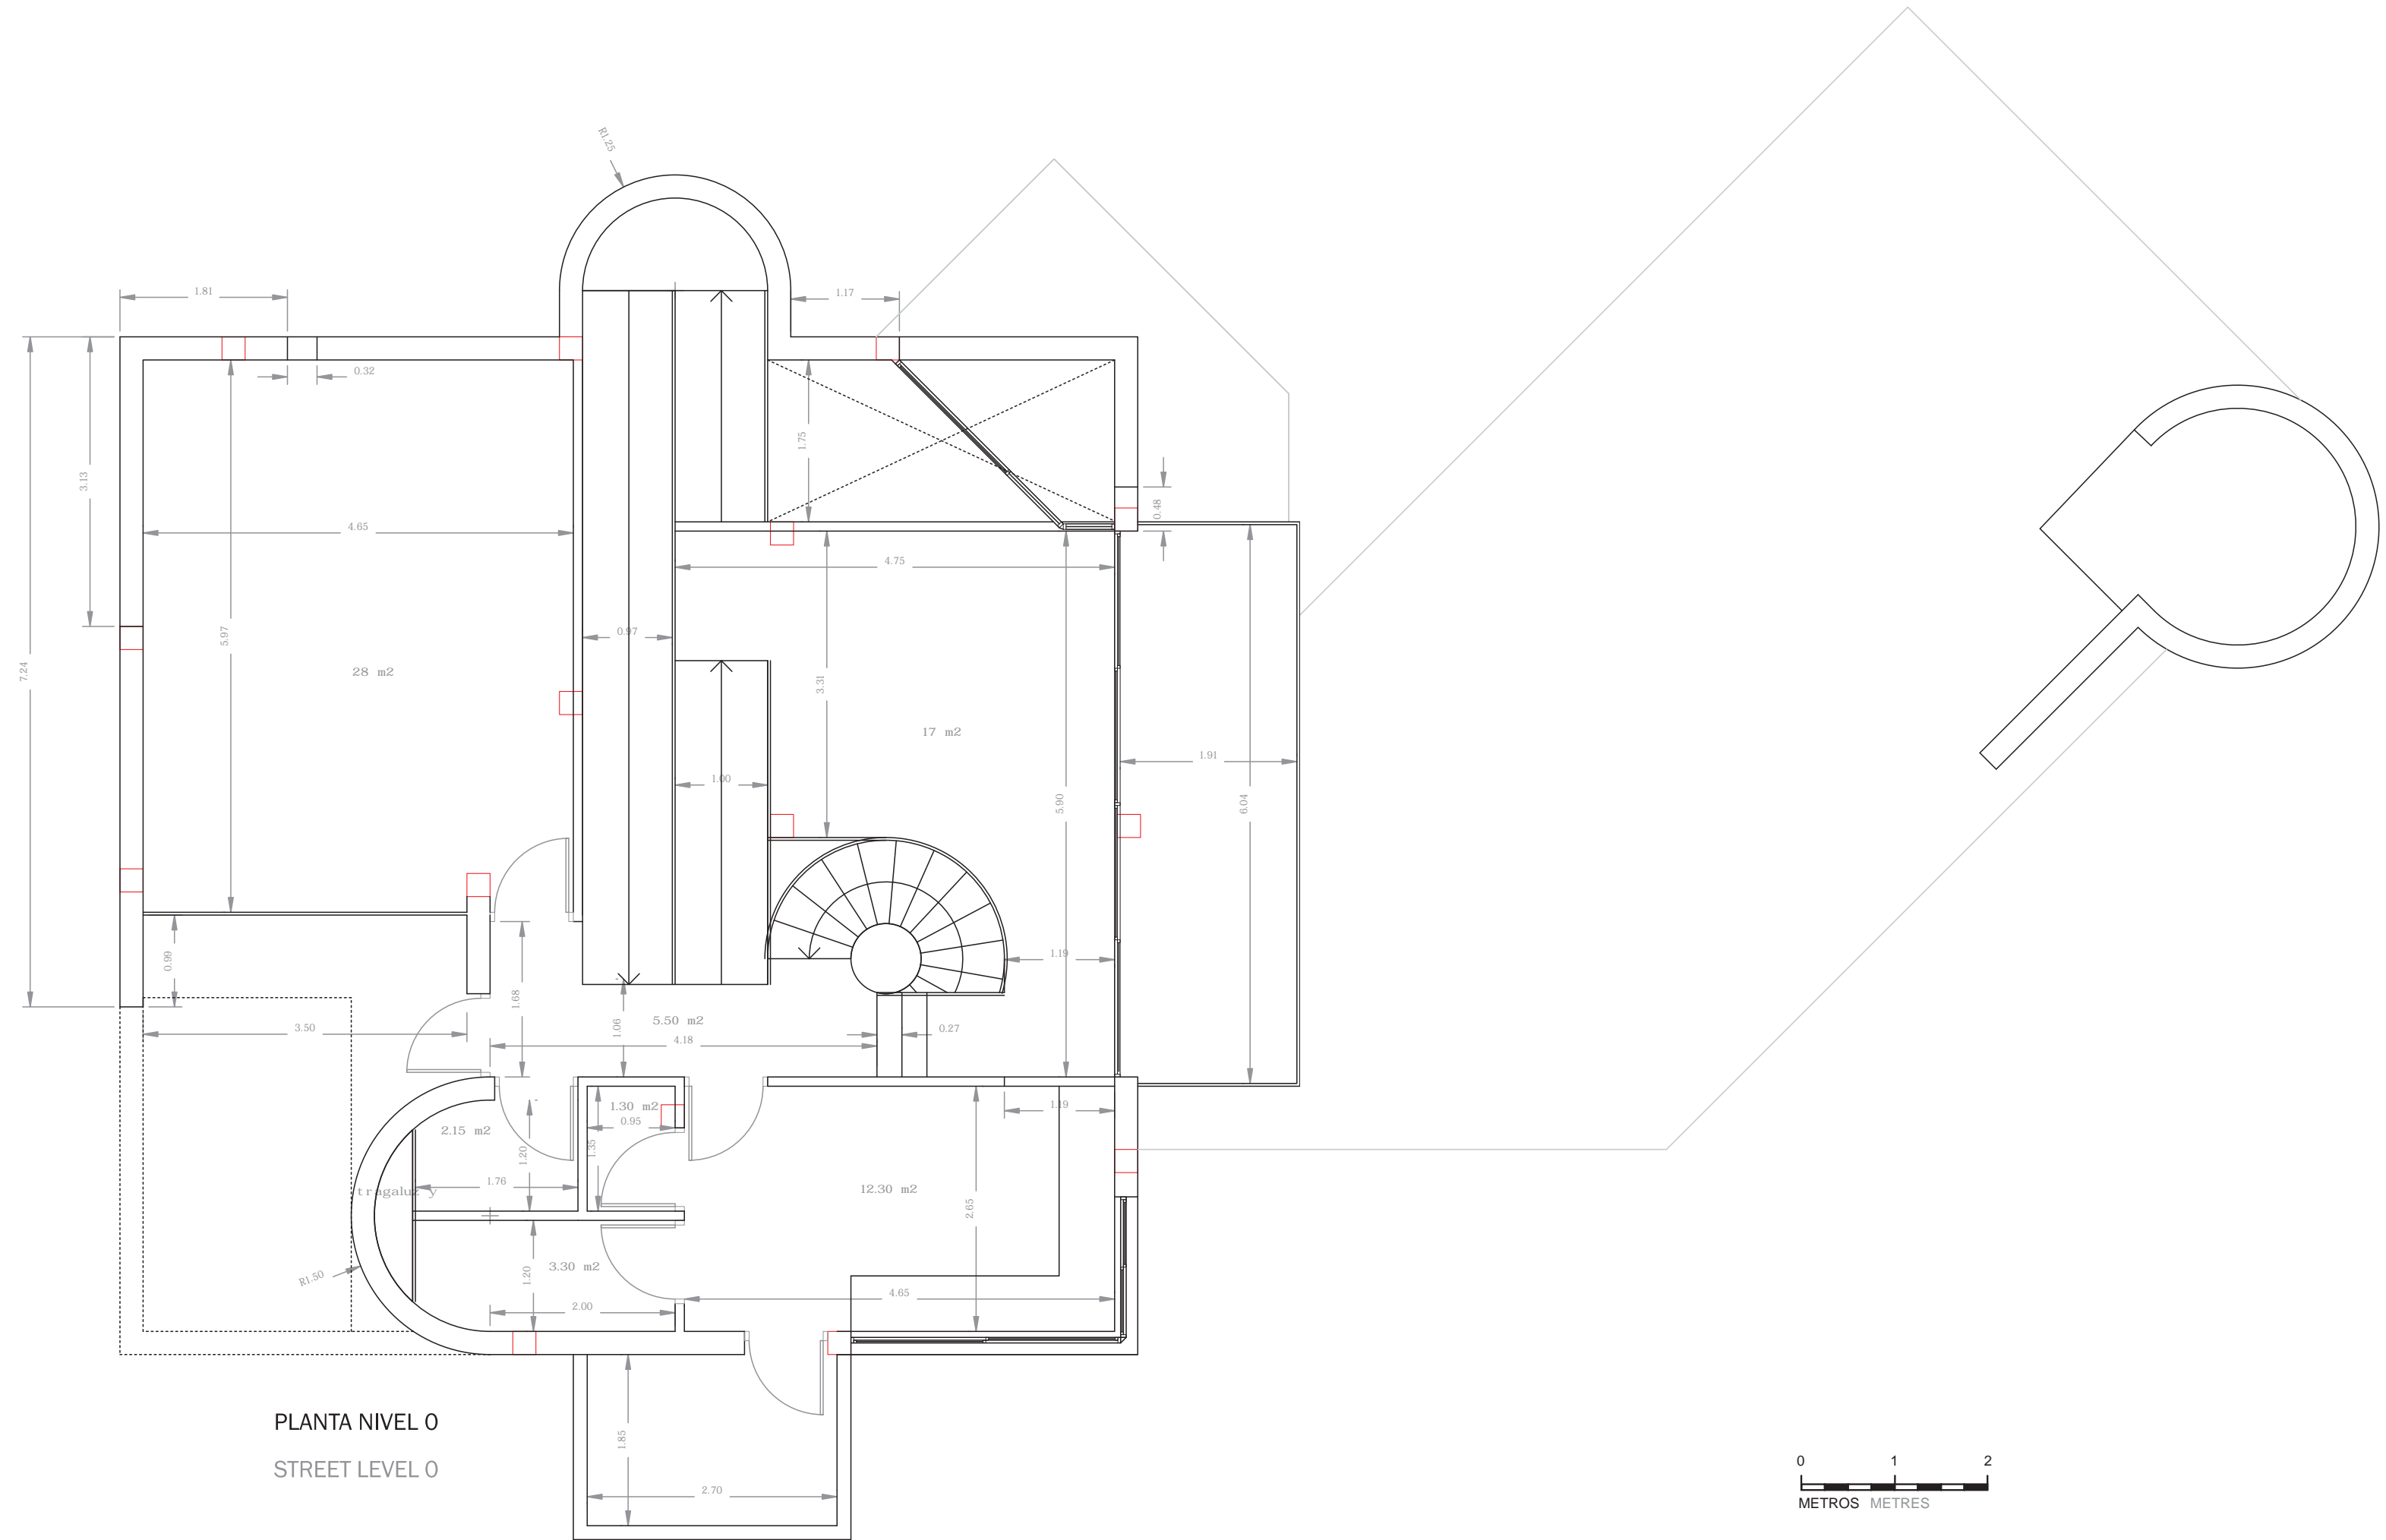 R1.25
1.81
1.17
0.32
1.75
3.13
0.48
4.65
4.75
0.97
5.97
7.24
28 m2
3.31
17 m2
1.91
1.00
5.90
6.04
0.99
1.19
1.68
3.50
1.06
5.50 m2
4.18
0.27
1.30 m2
1.19
2.15 m2
0.95
1.20
1.35
tragaluz y
1.76
12.30 m2
2.65
R1.50
1.20
3.30 m2
2.00
4.65
PLANTA NIVEL 0
STREET LEVEL 0
1.85
2.70
0 1 2
METROS METRES